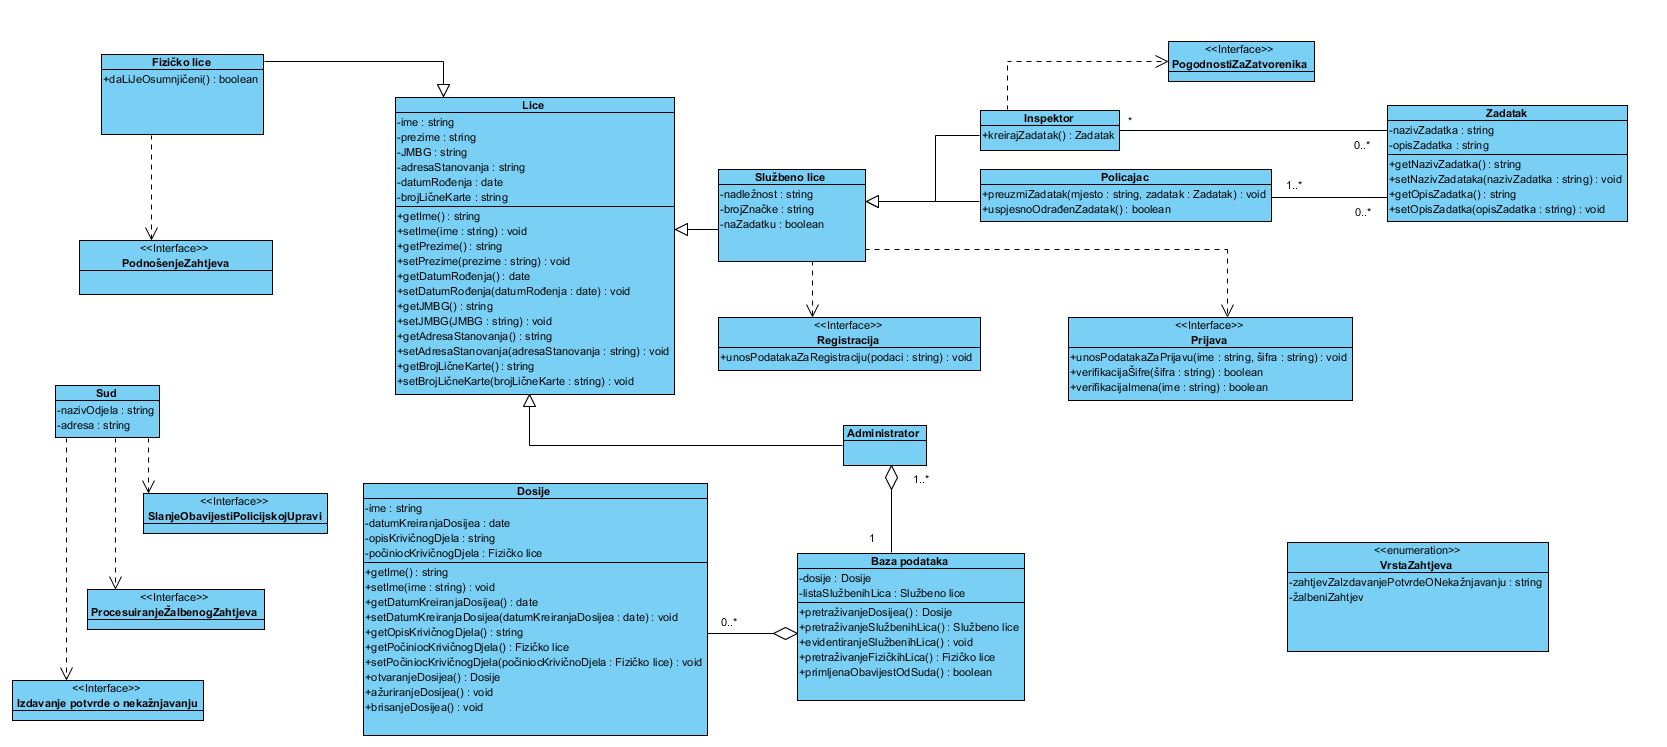 Fizičko lice
+daLiJeOsumnjičeni() : boolean
<<Interface>>
PodnošenjeZahtjeva
Lice
-ime : string
-prezime : string
-JMBG : string
-adresaStanovanja : string
-datumRođenja : date
-brojLičneKarte : string
+getIme() : string
+setIme(ime : string) : void
+getPrezime() : string
+setPrezime(prezime : string) : void
+getDatumRođenja() : date
+setDatumRođenja(datumRođenja : date) : void
+getJMBG() : string
+setJMBG(JMBG : string) : void
+getAdresaStanovanja() : string
+setAdresaStanovanja(adresaStanovanja : string) : void
+getBrojLičneKarte() : string
+setBrojLičneKarte(brojLičneKarte : string) : void
Službeno lice
-nadležnost : string
-brojZnačke : string
-naZadatku : boolean
<<Interface>>
PogodnostiZaZatvorenika
Inspektor
+kreirajZadatak() : Zadatak
*
0..*
Policajac
+preuzmiZadatak(mjesto : string, zadatak : Zadatak) : void
+uspjesnoOdrađenZadatak() : boolean
1..*
0..*
Zadatak
-nazivZadatka : string
-opisZadatka : string
+getNazivZadatka() : string
+setNazivZadataka(nazivZadatka : string) : void
+getOpisZadatka() : string
+setOpisZadatka(opisZadatka : string) : void
<<Interface>>
Registracija
+unosPodatakaZaRegistraciju(podaci : string) : void
<<Interface>>
Prijava
+unosPodatakaZaPrijavu(ime : string, šifra : string) : void
+verifikacijaŠifre(šifra : string) : boolean
+verifikacijaImena(ime : string) : boolean
Sud
-nazivOdjela : string
-adresa : string
<<Interface>>
SlanjeObavijestiPolicijskojUpravi
<<Interface>>
ProcesuiranjeŽalbenogZahtjeva
<<Interface>>
Izdavanje potvrde o nekažnjavanju
Administrator
1..*
1
Dosije
-ime : string
-datumKreiranjaDosijea : date
-opisKrivičnogDjela : string
-počiniocKrivičnogDjela : Fizičko lice
+getIme() : string
+setIme(ime : string) : void
+getDatumKreiranjaDosijea() : date
+setDatumKreiranjaDosijea(datumKreiranjaDosijea : date) : void
+getOpisKrivičnogDjela() : string
+getPočiniocKrivičnogDjela() : Fizičko lice
+setPočiniocKrivičnogDjela(počiniocKrivičnoDjela : Fizičko lice) : void
+otvaranjeDosijea() : Dosije
+ažuriranjeDosijea() : void
+brisanjeDosijea() : void
0..*
Baza podataka
-dosije : Dosije
-listaSlužbenihLica : Službeno lice
+pretraživanjeDosijea() : Dosije
+pretraživanjeSlužbenihLica() : Službeno lice
+evidentiranjeSlužbenihLica() : void
+pretraživanjeFizičkihLica() : Fizičko lice
+primljenaObavijestOdSuda() : boolean
<<enumeration>>
VrstaZahtjeva
-zahtjevZaIzdavanjePotvrdeONekažnjavanju : string
-žalbeniZahtjev